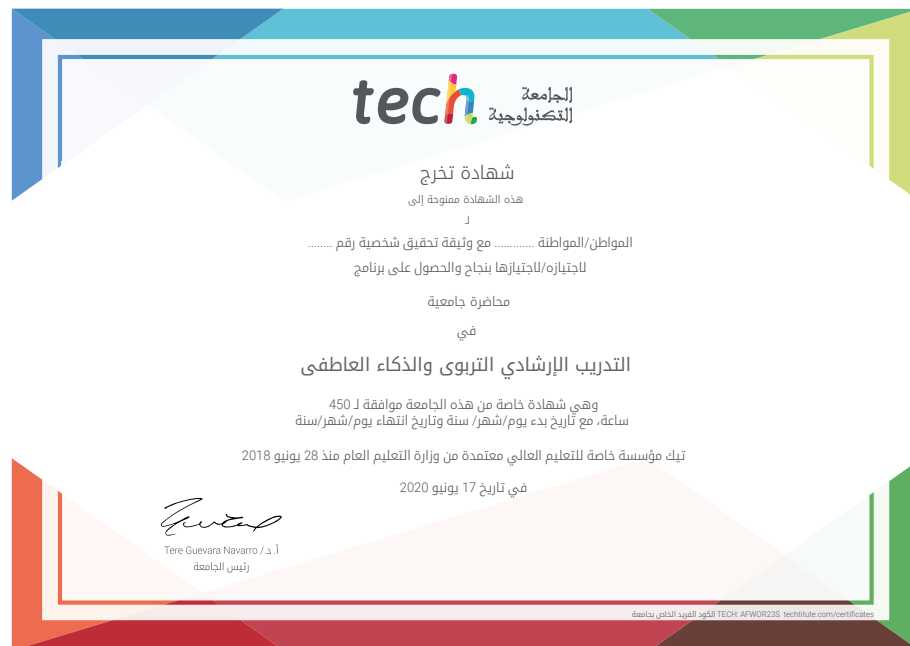 tech
الجامعة
التكنولوجية
شهادة تخرج
هذه الشهادة ممنوحة إلى
لـ
المواطن/المواطنة ............ مع وثيقة تحقيق شخصية رقم ........
لاجتيازه/لاجتيازها بنجاح والحصول على برنامج
محاضرة جامعية
في
التدريب الإرشادي التربوى والذكاء العاطفى
وهي شهادة خاصة من هذه الجامعة موافقة لـ 450
ساعة، مع تاريخ بدء يوم/شهر/ سنة وتاريخ انتهاء يوم/شهر/سنة
تيك مؤسسة خاصة للتعليم العالي معتمدة من وزارة التعليم العام منذ 28 يونيو 2018
في تاريخ 17 يونيو 2020
أ. د./ Tere Guevara Navarro
رئيس الجامعة
الكود الفريد الخاص بجامعة TECH: AFWOR23S techtitute.com/certificates